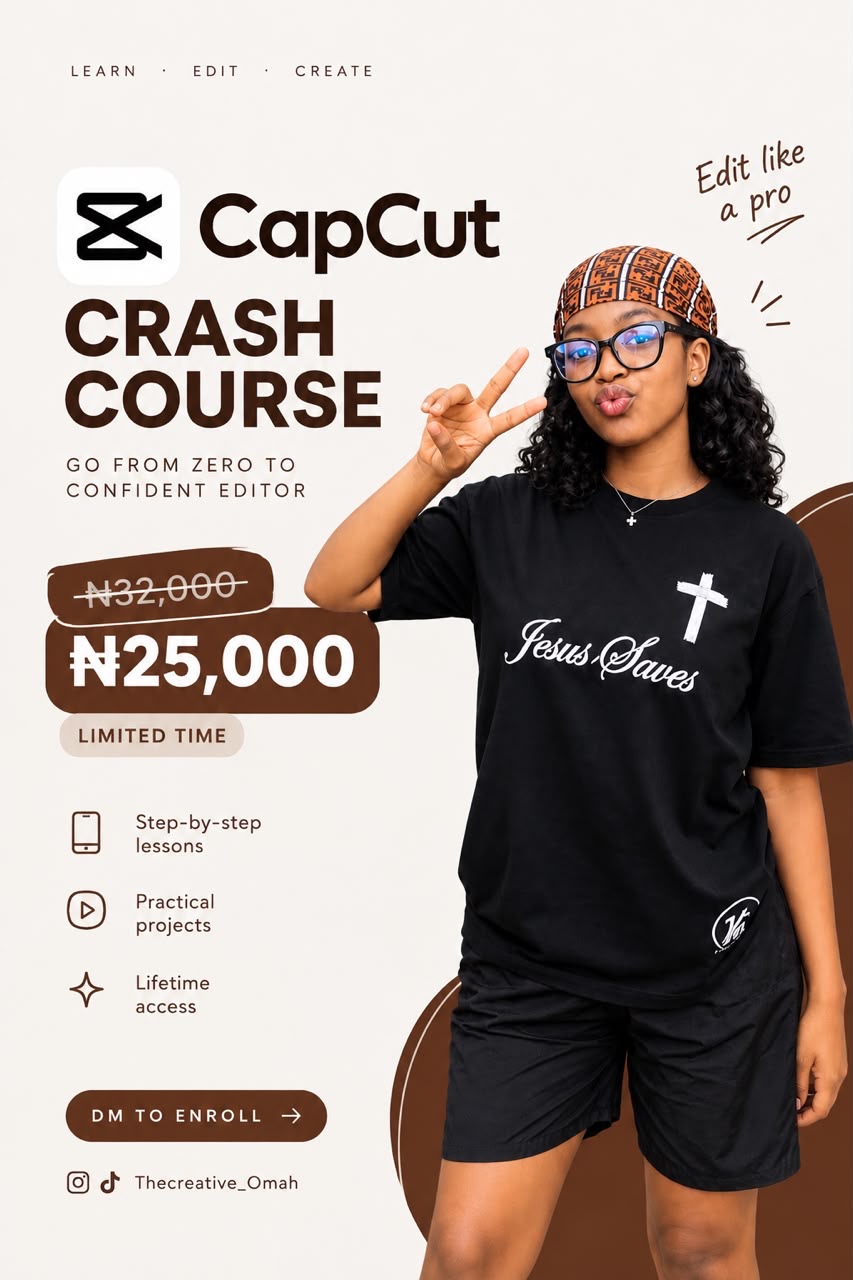 LEARN · EDIT · CREATE
Edit like
a pro
CapCut
CRASH
COURSE
GO FROM ZERO TO
CONFIDENT EDITOR
₦32,000
₦25,000
LIMITED TIME
Jesus Saves
Step-by-step
lessons
Practical
projects
Lifetime
access
DM TO ENROLL →
Thecreative_Omah